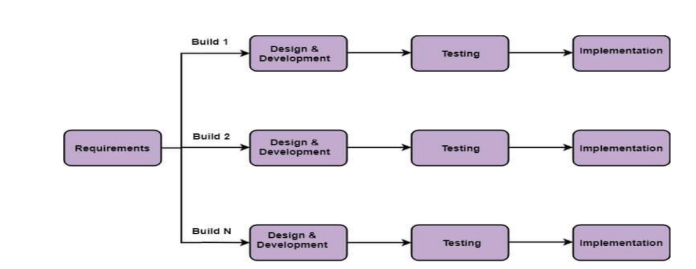 Build 1
Design &
Development
Testing
Implementation
Requirements
Build 2
Design &
Development
Testing
Implementation
Build N
Design &
Development
Testing
Implementation